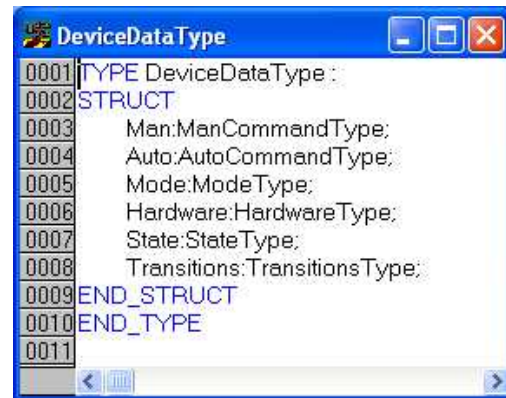 DeviceDataType
0001 TYPE DeviceDataType :
0002 STRUCT
0003 Man:ManCommandType;
0004 Auto:AutoCommandType;
0005 Mode:ModeType;
0006 Hardware:HardwareType;
0007 State:StateType;
0008 Transitions:TransitionsType;
0009 END_STRUCT
0010 END_TYPE
0011